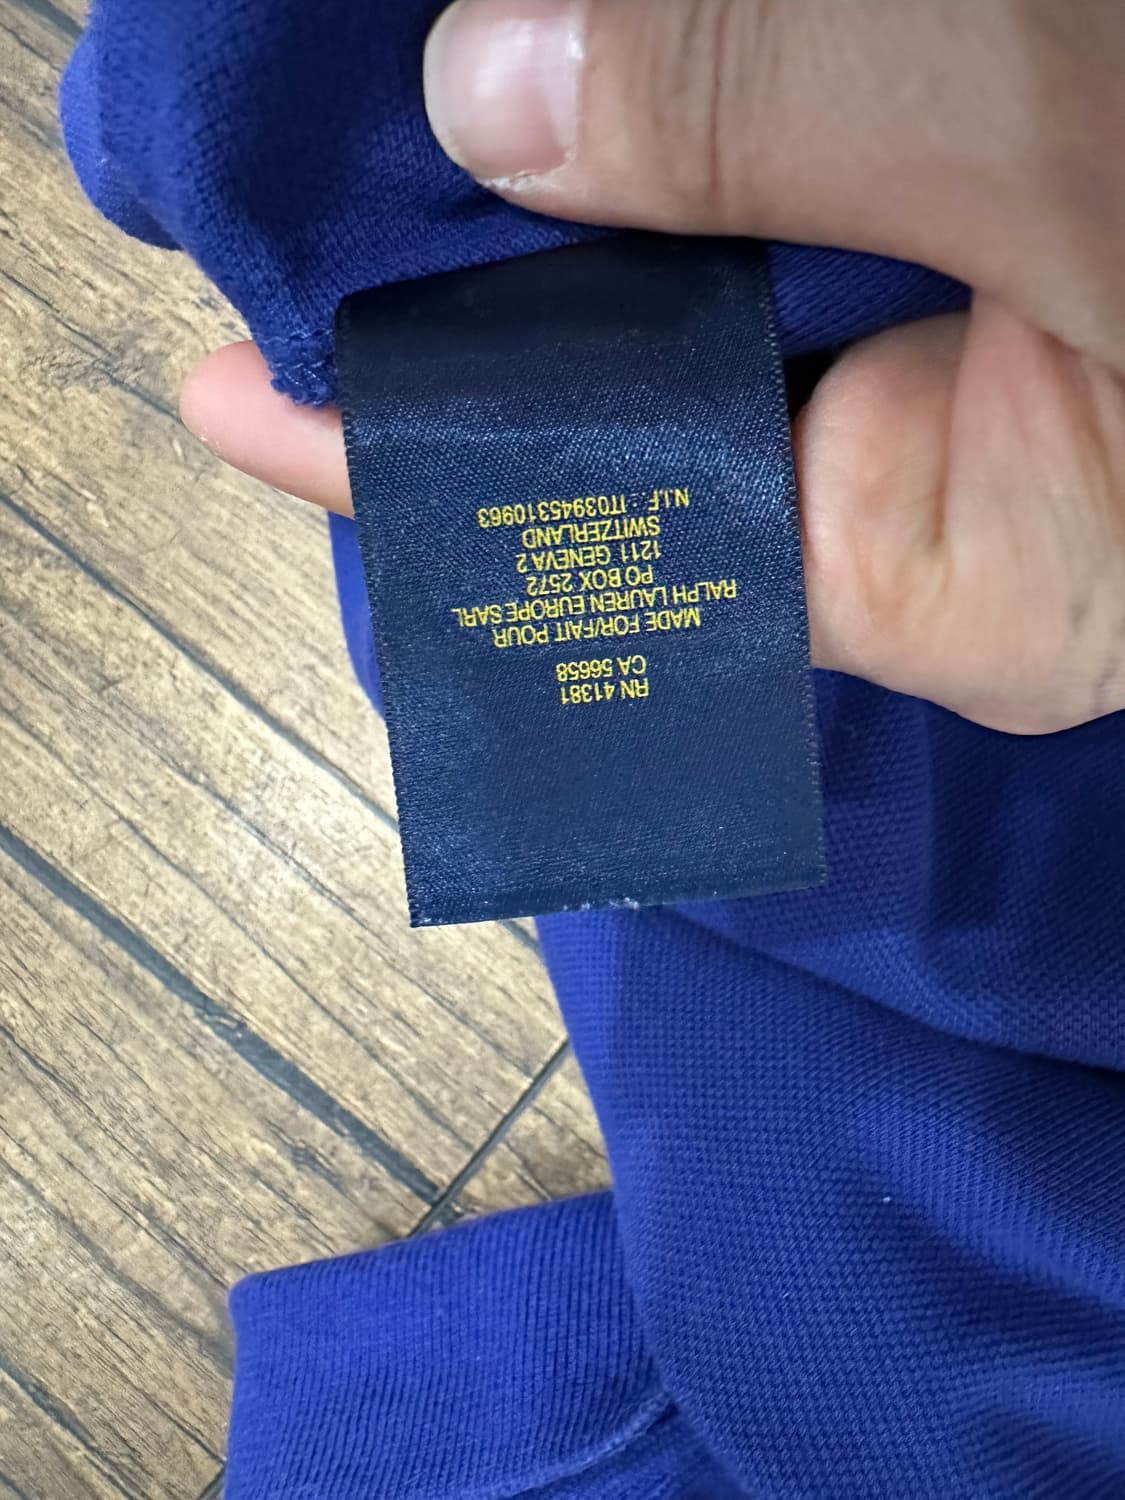 RN 41381
CA 56658
MADE FOR/FAIT POUR
RALPH LAUREN EUROPE SARL
PO BOX 2572
1211 GENEVA 2
SWITZERLAND
N.I.F : IT03945310963